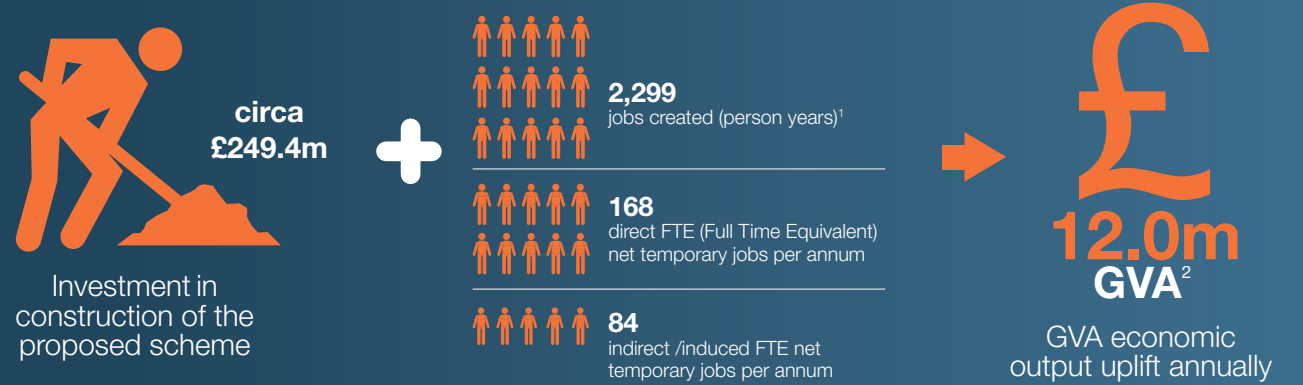 circa
£249.4m
Investment in
construction of the
proposed scheme
2,299
jobs created (person years)¹
168
direct FTE (Full Time Equivalent)
net temporary jobs per annum
84
indirect /induced FTE net
temporary jobs per annum
£
12.0m
GVA²
GVA economic
output uplift annually